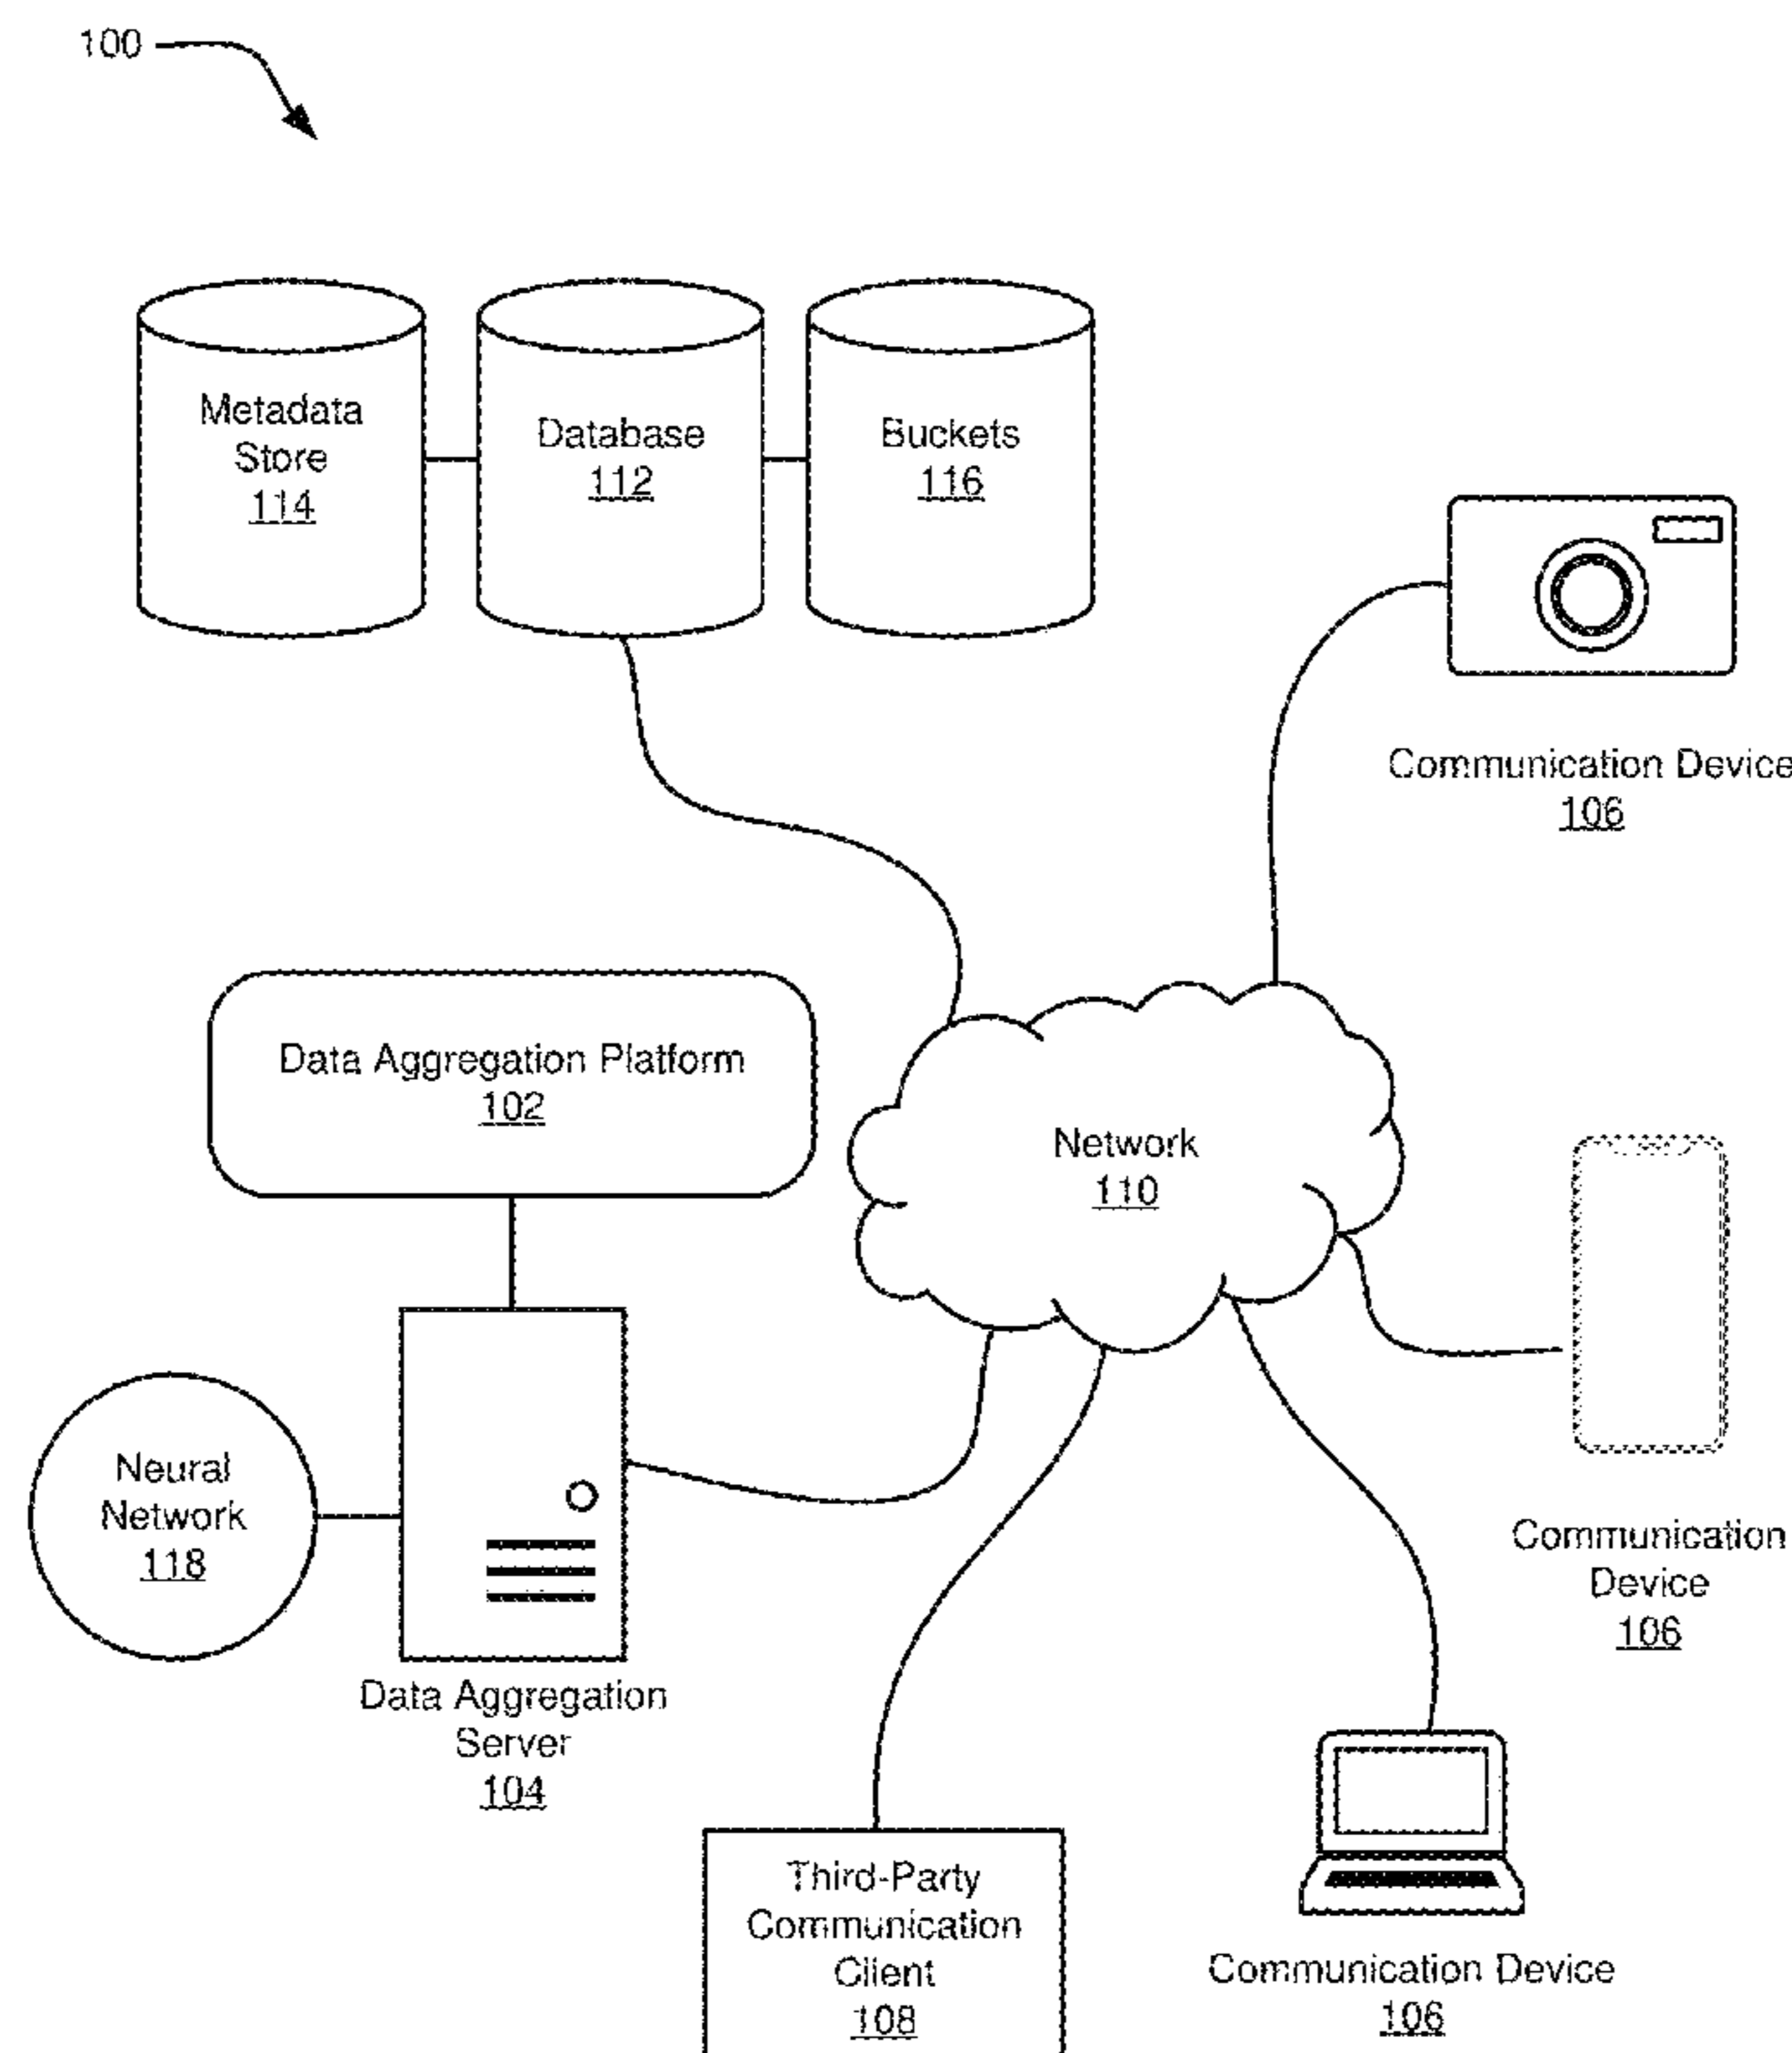 100
Metadata
Store
114
Database
112
Buckets
116
Communication Device
106
Data Aggregation Platform
102
Network
110
Neural
Network
118
Data Aggregation
Server
104
Communication
Device
106
Third-Party
Communication
Client
108
Communication Device
106